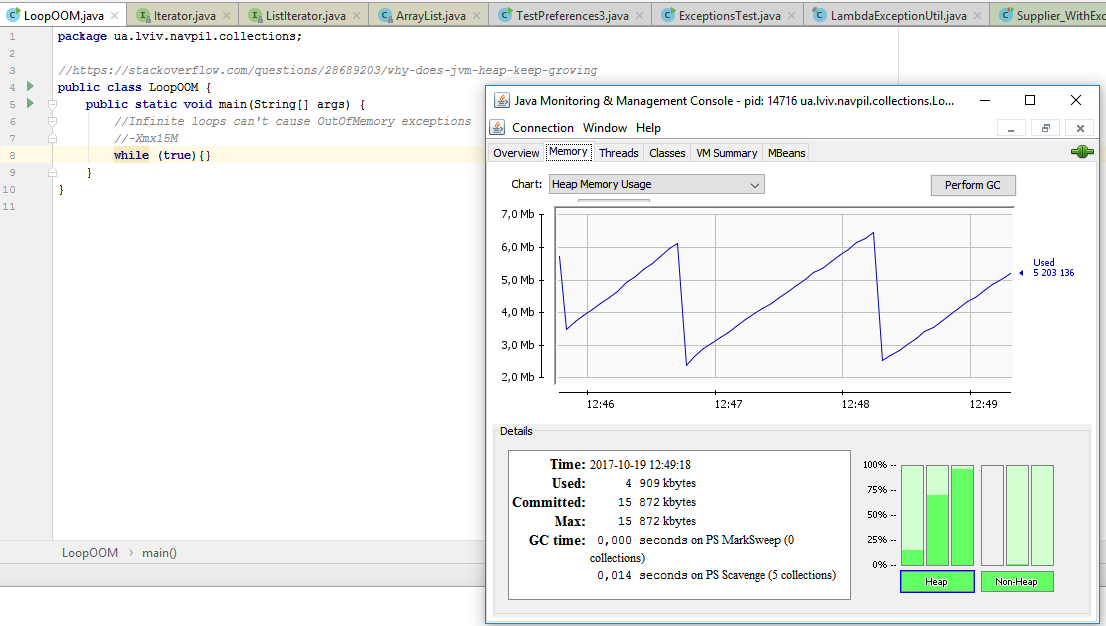 LoopOOM.java
Iterator.java
ListIterator.java
ArrayList.java
TestPreferences3.java
ExceptionsTest.java
LambdaExceptionUtil.java
Supplier_WithExc
1 package ua.lviv.navpil.collections;
2
3 //https://stackoverflow.com/questions/28689203/why-does-jvm-heap-keep-growing
4 public class LoopOOM {
5 public static void main(String[] args) {
6 //Infinite loops can't cause OutOfMemory exceptions
7 //-Xmx15M
8 while (true){}
9 }
10 }
11
LoopOOM › main()
Java Monitoring & Management Console - pid: 14716 ua.lviv.navpil.collections.Lo...
Connection Window Help
Overview Memory Threads Classes VM Summary MBeans
Chart: Heap Memory Usage
Perform GC
7,0 Mb
6,0 Mb
5,0 Mb
4,0 Mb
3,0 Mb
2,0 Mb
Used
5 203 136
12:46 12:47 12:48 12:49
Details
Time: 2017-10-19 12:49:18
Used: 4 909 kbytes
Committed: 15 872 kbytes
Max: 15 872 kbytes
GC time: 0,000 seconds on PS MarkSweep (0
collections)
0,014 seconds on PS Scavenge (5 collections)
100% --
75% --
50% --
25% --
0% --
Heap
Non-Heap